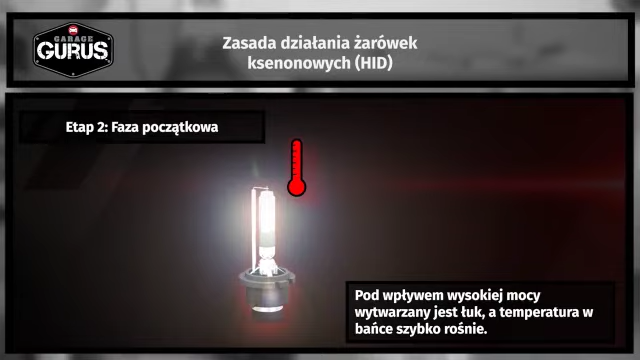 GARAGE
GURUS
Zasada działania żarówek
ksenonowych (HID)
Etap 2: Faza początkowa
Pod wpływem wysokiej mocy
wytwarzany jest łuk, a temperatura w
bańce szybko rośnie.